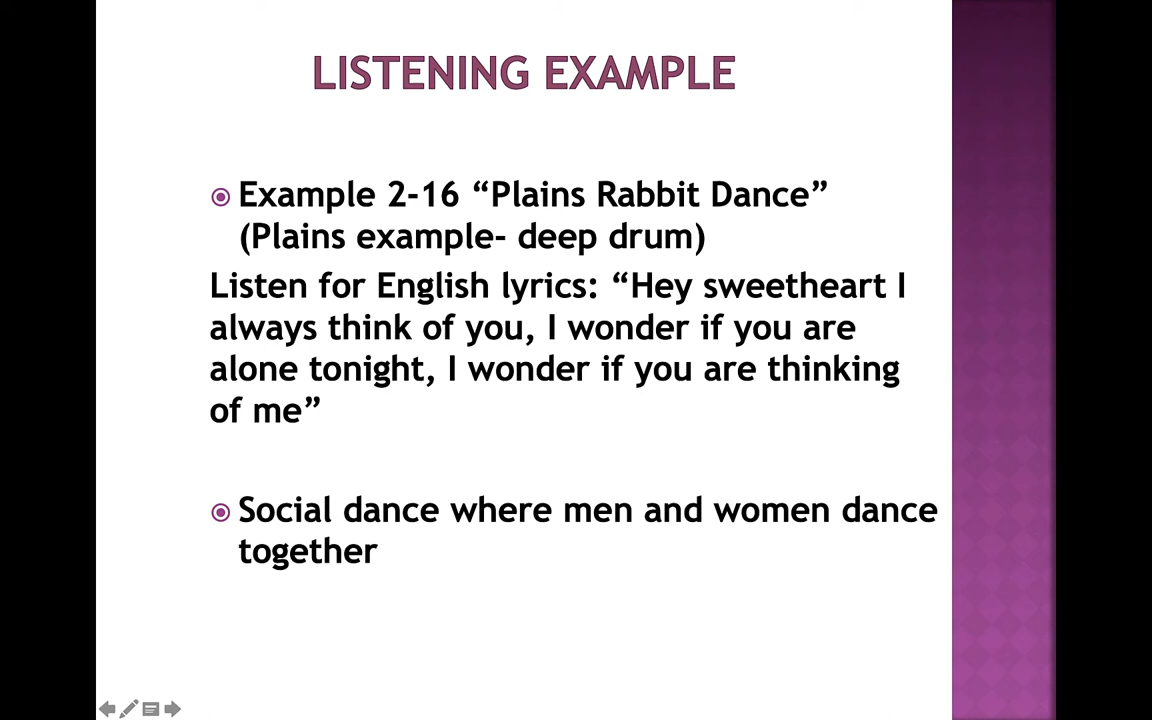 LISTENING EXAMPLE
Example 2-16 “Plains Rabbit Dance”
(Plains example- deep drum)
Listen for English lyrics: “Hey sweetheart I
always think of you, I wonder if you are
alone tonight, I wonder if you are thinking
of me”
Social dance where men and women dance
together